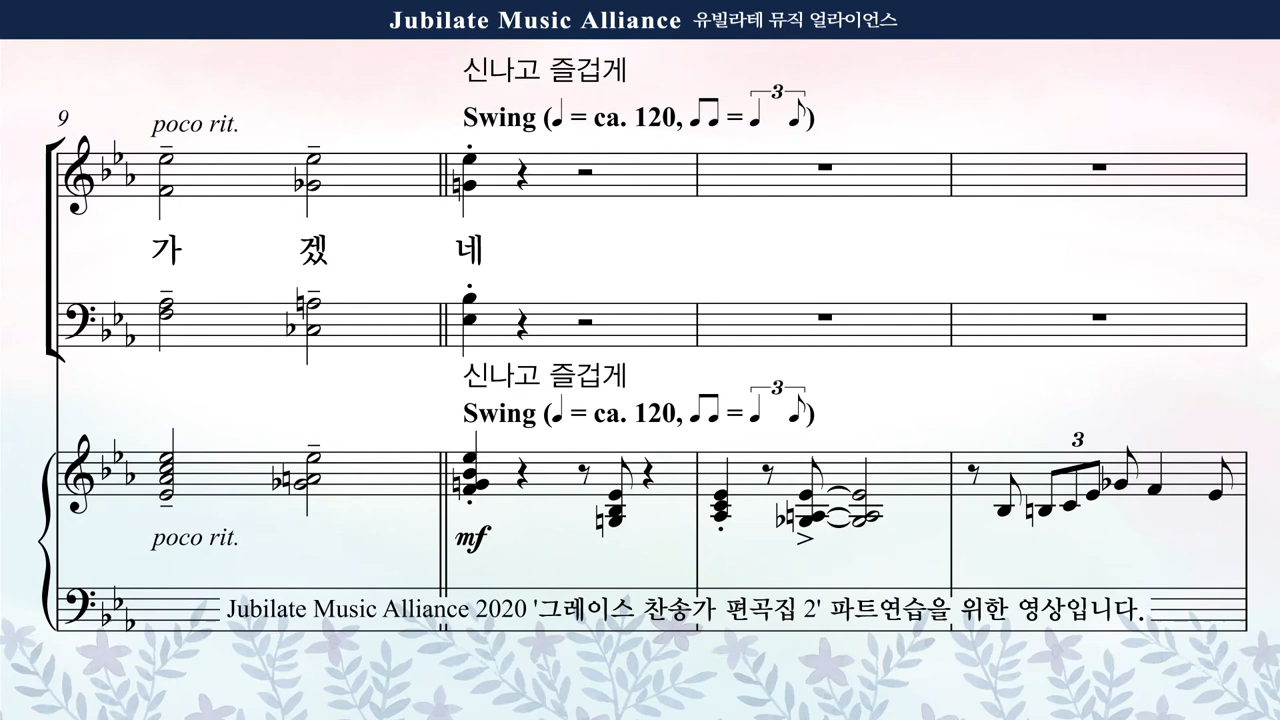 Jubilate Music Alliance 유빌라테 뮤직 얼라이언스
신나고 즐겁게
9 poco rit. Swing (♩ = ca. 120, ♫ = ♩ 3 ♪)
가 겠 네
신나고 즐겁게
Swing (♩ = ca. 120, ♫ = ♩ 3 ♪)
3
poco rit. mf
Jubilate Music Alliance 2020 '그레이스 찬송가 편곡집 2' 파트연습을 위한 영상입니다.